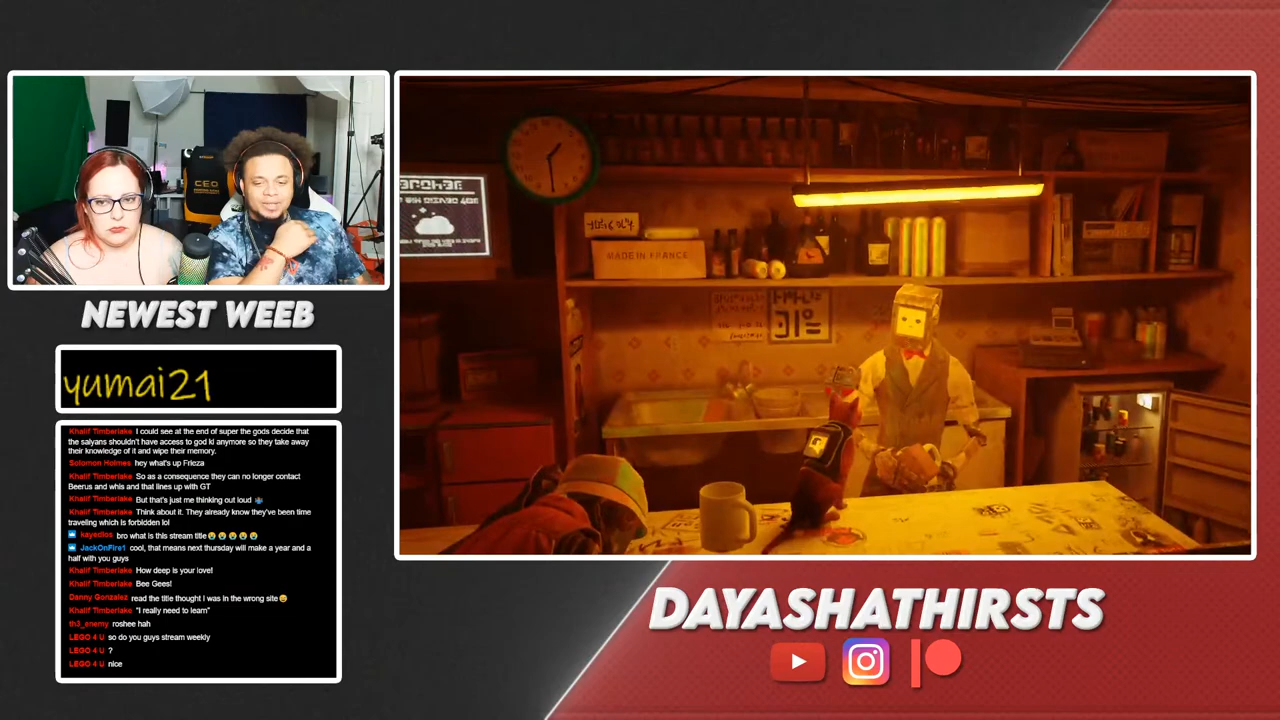 CEO
NEWEST WEEB
yumai21
Khalif Timberlake I could see at the end of super the gods decide that
the saiyans shouldn't have access to god ki anymore so they take away
their knowledge of it and wipe their memory.
Solomon Holmes hey what's up Frieza
Khalif Timberlake So as a consequence they can no longer contact
Beerus and whis and that lines up with GT
Khalif Timberlake But that's just me thinking out loud
Khalif Timberlake Think about it. They already know they've been time
traveling which is forbidden lol
kayedios bro what is this stream title😭😭😭😭😭
JackOnFire1 cool, that means next thursday will make a year and a
half with you guys
Khalif Timberlake How deep is your love!
Khalif Timberlake Bee Gees!
Danny Gonzalez read the title thought I was in the wrong site😅
Khalif Timberlake "I really need to learn"
th3_enemy roshee hah
LEGO 4 U so do you guys stream weekly
LEGO 4 U ?
LEGO 4 U nice
MADE IN FRANCE
DAYASHATHIRSTS